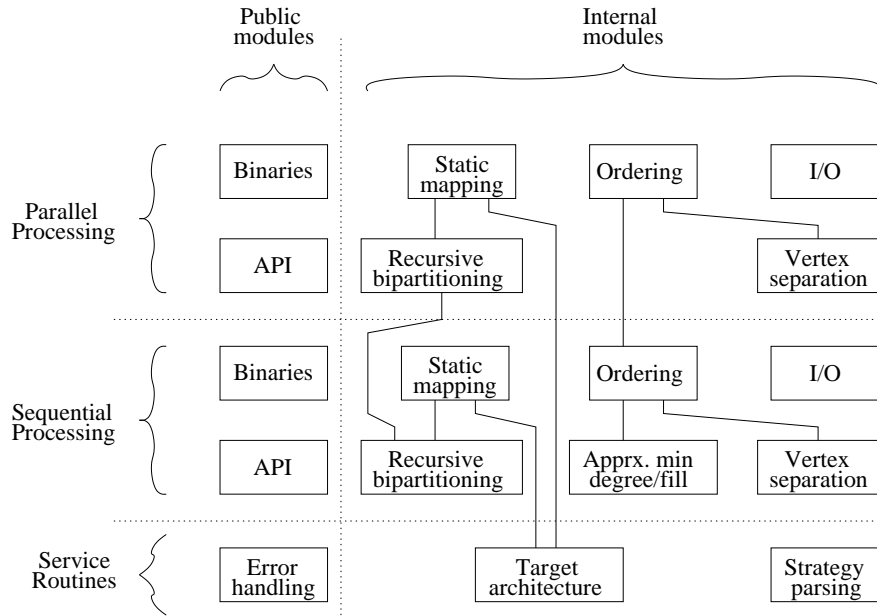 Public
modules
Internal
modules
Parallel
Processing
Binaries
Static
mapping
Ordering
I/O
API
Recursive
bipartitioning
Vertex
separation
Sequential
Processing
Binaries
Static
mapping
Ordering
I/O
API
Recursive
bipartitioning
Apprx. min
degree/fill
Vertex
separation
Service
Routines
Error
handling
Target
architecture
Strategy
parsing